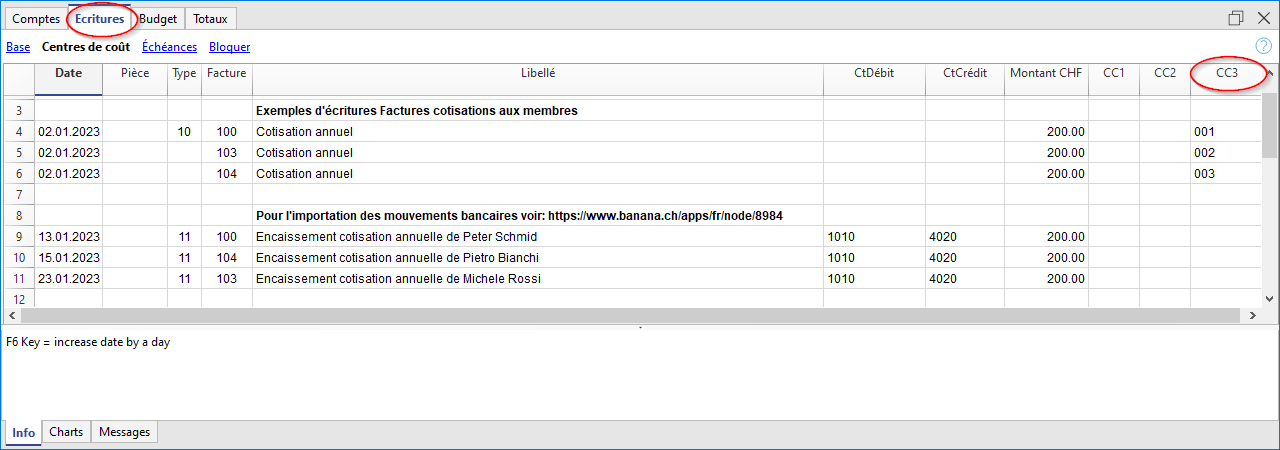 Comptes Ecritures Budget Totaux
Base Centres de coût Échéances Bloquer
Date Pièce Type Facture Libellé CtDébit CtCrédit Montant CHF CC1 CC2 CC3
3 Exemples d'écritures Factures cotisations aux membres
4 02.01.2023 10 100 Cotisation annuel 200.00 001
5 02.01.2023 103 Cotisation annuel 200.00 002
6 02.01.2023 104 Cotisation annuel 200.00 003
7
8 Pour l'importation des mouvements bancaires voir: https://www.banana.ch/apps/fr/node/8984
9 13.01.2023 11 100 Encaissement cotisation annuelle de Peter Schmid 1010 4020 200.00
10 15.01.2023 11 104 Encaissement cotisation annuelle de Pietro Bianchi 1010 4020 200.00
11 23.01.2023 11 103 Encaissement cotisation annuelle de Michele Rossi 1010 4020 200.00
12
F6 Key = increase date by a day
Info Charts Messages